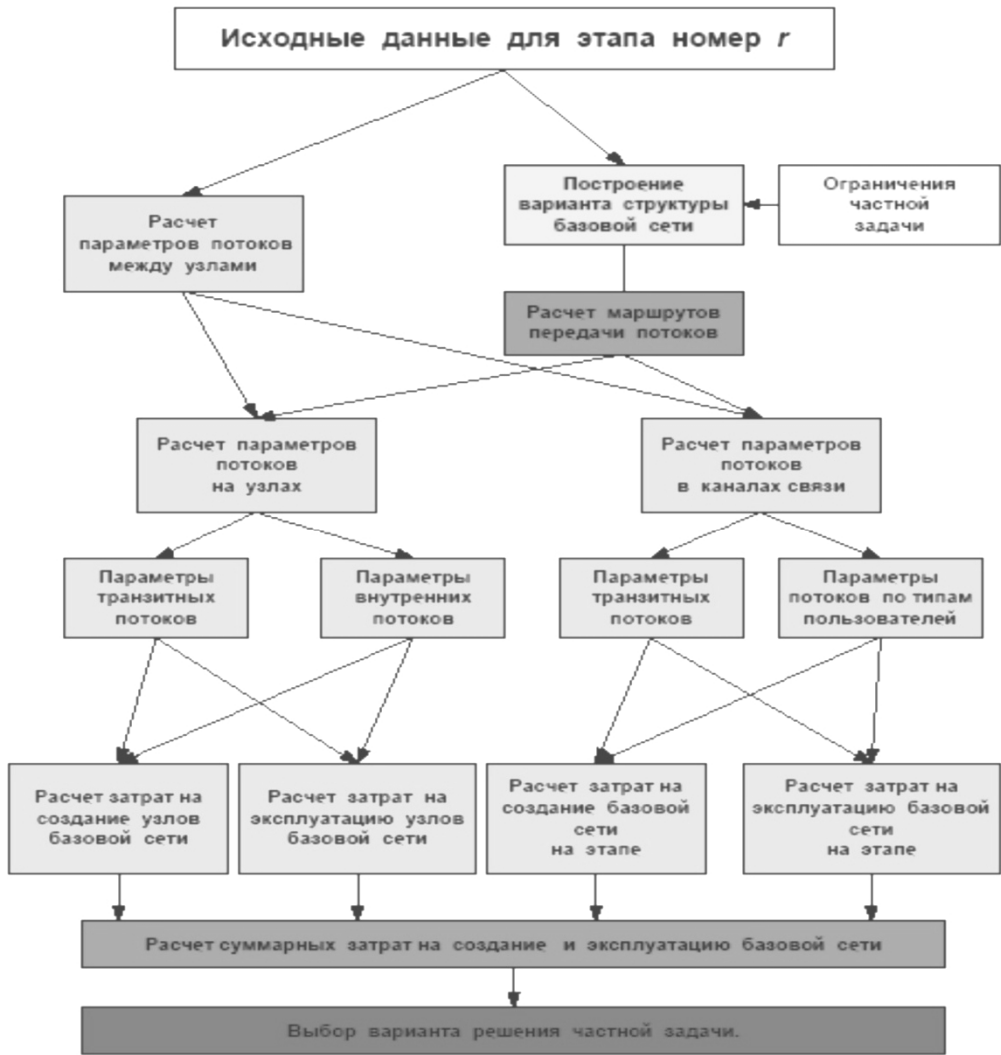 Исходные данные для этапа номер r
Построение
варианта структуры
базовой сети
Ограничения
частной
задачи
Расчет
параметров потоков
между узлами
Расчет маршрутов
передачи потоков
Расчет параметров
потоков
на узлах
Расчет параметров
потоков
в каналах связи
Параметры
транзитных
потоков
Параметры
внутренних
потоков
Параметры
транзитных
потоков
Параметры
потоков по типам
пользователей
Расчет затрат на
создание узлов
базовой сети
Расчет затрат на
эксплуатацию узлов
базовой сети
Расчет затрат на
создание базовой
сети
на этапе
Расчет затрат на
эксплуатацию базовой
сети
на этапе
Расчет суммарных затрат на создание и эксплуатацию базовой сети
Выбор варианта решения частной задачи.